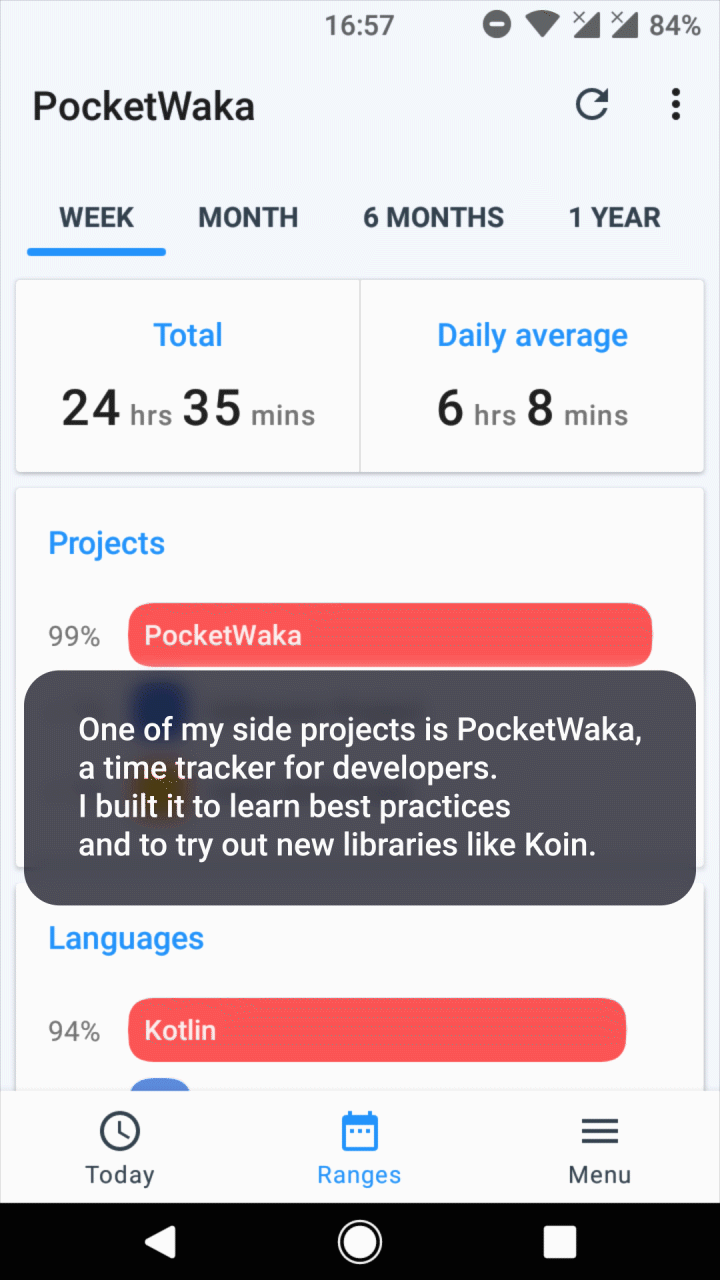 16:57 84%
PocketWaka
WEEK MONTH 6 MONTHS 1 YEAR
Total Daily average
24 hrs 35 mins 6 hrs 8 mins
Projects
99% PocketWaka
One of my side projects is PocketWaka,
a time tracker for developers.
I built it to learn best practices
and to try out new libraries like Koin.
Languages
94% Kotlin
Today Ranges Menu